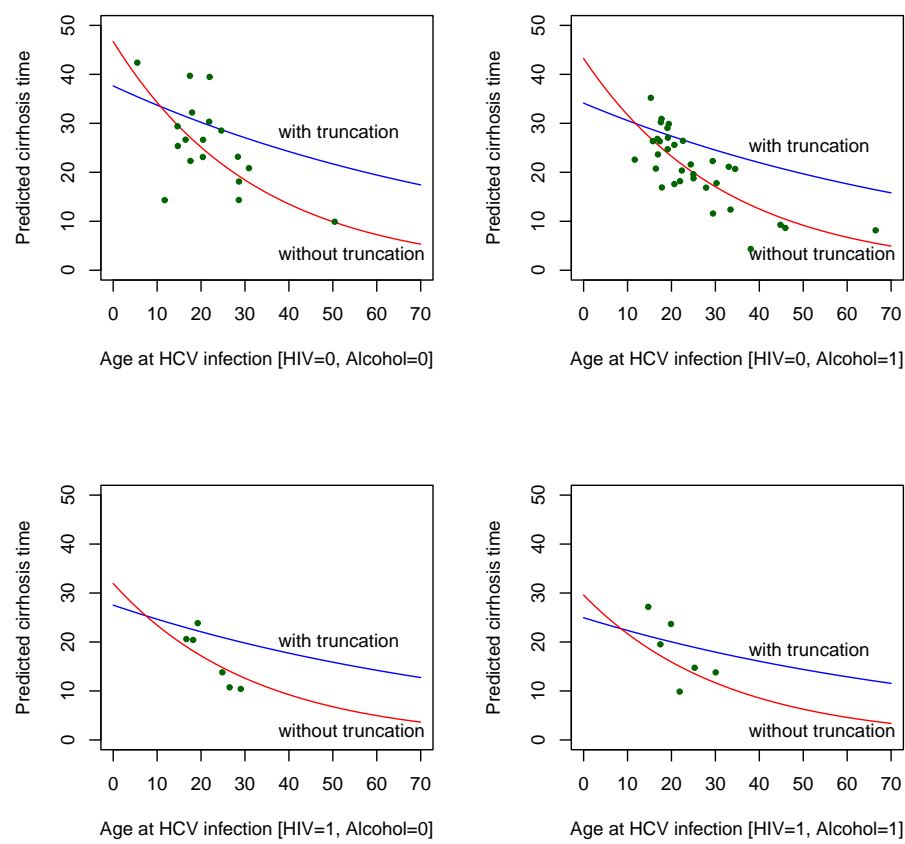 Predicted cirrhosis time
50
40
30
20
10
0
with truncation
without truncation
0 10 20 30 40 50 60 70
Age at HCV infection [HIV=0, Alcohol=0]
Predicted cirrhosis time
50
40
30
20
10
0
with truncation
without truncation
0 10 20 30 40 50 60 70
Age at HCV infection [HIV=0, Alcohol=1]
Predicted cirrhosis time
50
40
30
20
10
0
with truncation
without truncation
0 10 20 30 40 50 60 70
Age at HCV infection [HIV=1, Alcohol=0]
Predicted cirrhosis time
50
40
30
20
10
0
with truncation
without truncation
0 10 20 30 40 50 60 70
Age at HCV infection [HIV=1, Alcohol=1]